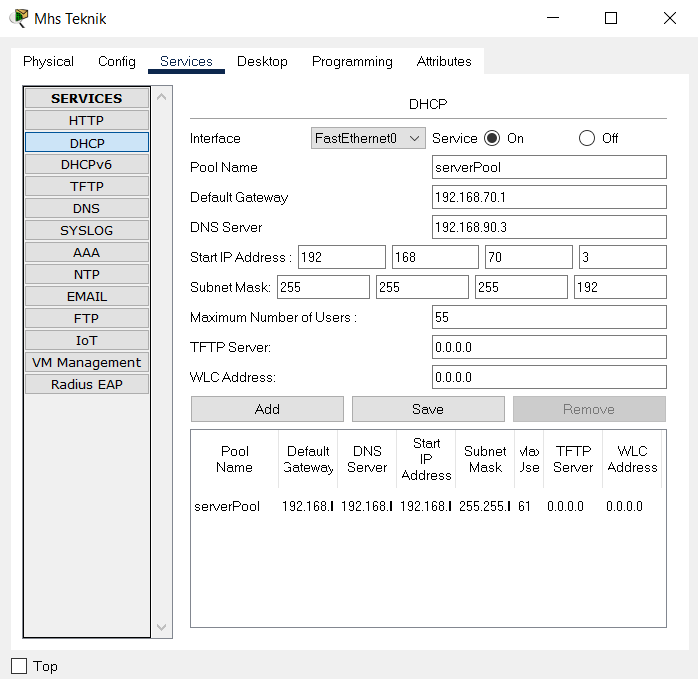 Mhs Teknik
Physical Config Services Desktop Programming Attributes
SERVICES
HTTP
DHCP
DHCPv6
TFTP
DNS
SYSLOG
AAA
NTP
EMAIL
FTP
IoT
VM Management
Radius EAP
DHCP
Interface FastEthernet0 Service On Off
Pool Name serverPool
Default Gateway 192.168.70.1
DNS Server 192.168.90.3
Start IP Address : 192 168 70 3
Subnet Mask: 255 255 255 192
Maximum Number of Users : 55
TFTP Server: 0.0.0.0
WLC Address: 0.0.0.0
Add Save Remove
Pool Name Default Gateway DNS Server Start IP Address Subnet Mask TFTP Server WLC Address
serverPool 192.168. 192.168. 192.168. 255.255. 61 0.0.0.0 0.0.0.0
Top